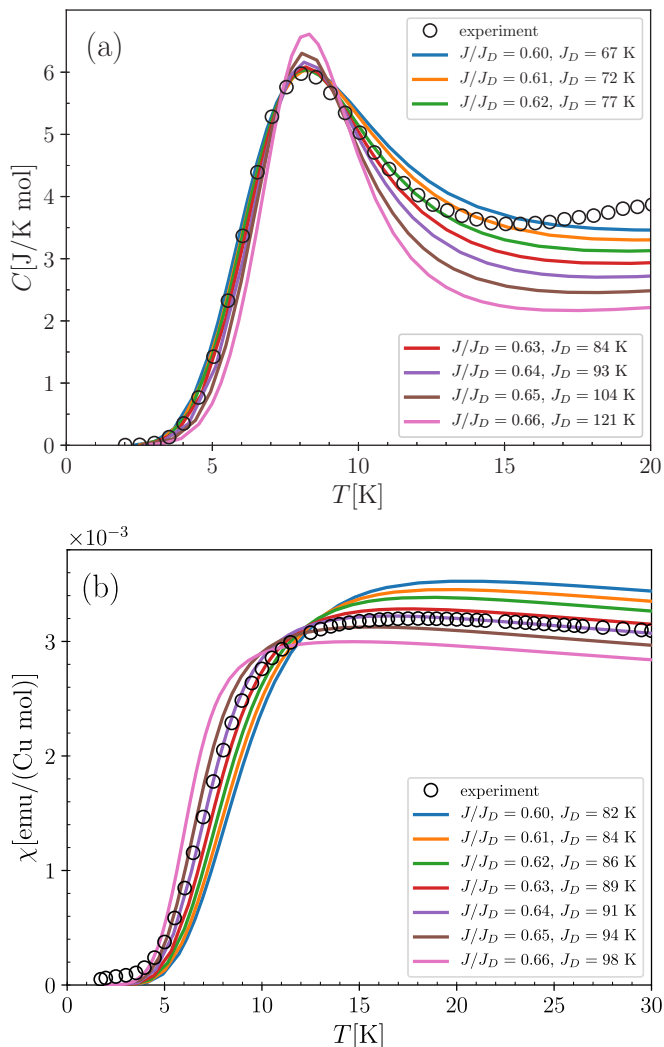 (a)
experiment
J/J_D = 0.60, J_D = 67 K
J/J_D = 0.61, J_D = 72 K
J/J_D = 0.62, J_D = 77 K
6
5
4
3
2
1
0
C[J/K mol]
J/J_D = 0.63, J_D = 84 K
J/J_D = 0.64, J_D = 93 K
J/J_D = 0.65, J_D = 104 K
J/J_D = 0.66, J_D = 121 K
0 5 10 15 20
T[K]
×10⁻³
(b)
3
2
1
0
χ[emu/(Cu mol)]
experiment
J/J_D = 0.60, J_D = 82 K
J/J_D = 0.61, J_D = 84 K
J/J_D = 0.62, J_D = 86 K
J/J_D = 0.63, J_D = 89 K
J/J_D = 0.64, J_D = 91 K
J/J_D = 0.65, J_D = 94 K
J/J_D = 0.66, J_D = 98 K
0 5 10 15 20 25 30
T[K]